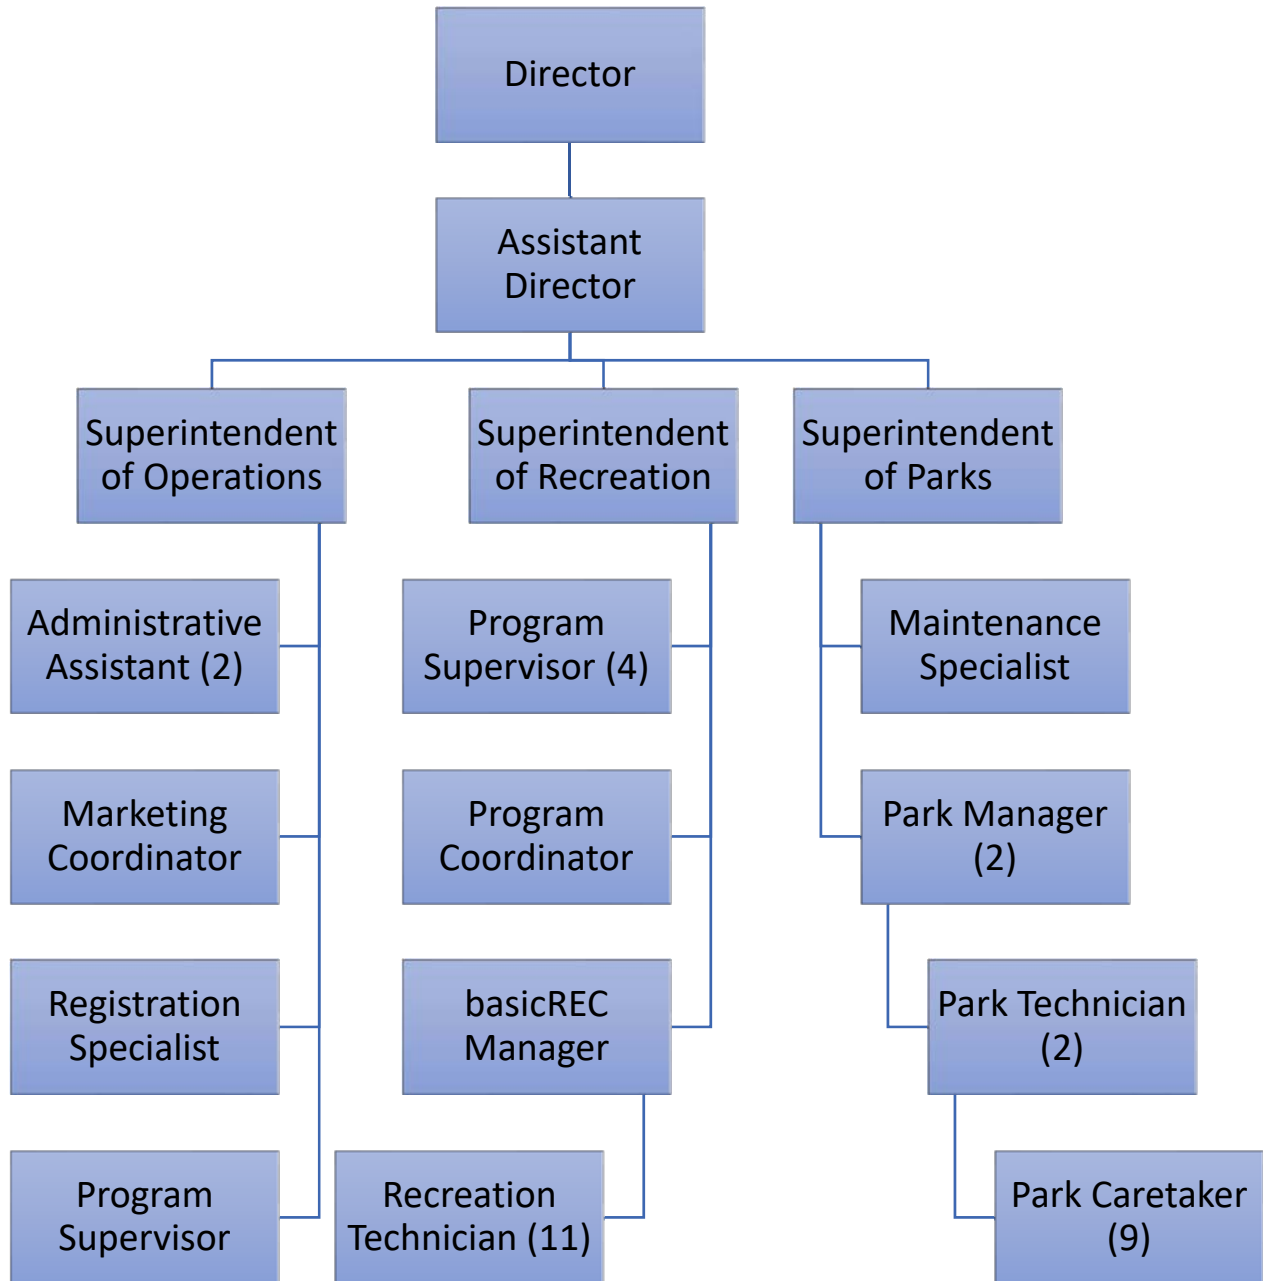 Director
Assistant
Director
Superintendent
of Operations
Superintendent
of Recreation
Superintendent
of Parks
Administrative
Assistant (2)
Program
Supervisor (4)
Maintenance
Specialist
Marketing
Coordinator
Program
Coordinator
Park Manager
(2)
Registration
Specialist
basicREC
Manager
Park Technician
(2)
Program
Supervisor
Recreation
Technician (11)
Park Caretaker
(9)